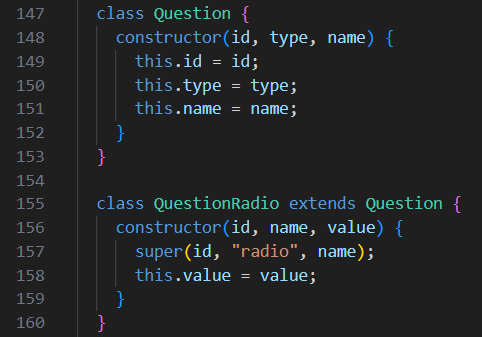 147 class Question {
148 constructor(id, type, name) {
149 this.id = id;
150 this.type = type;
151 this.name = name;
152 }
153 }
154
155 class QuestionRadio extends Question {
156 constructor(id, name, value) {
157 super(id, "radio", name);
158 this.value = value;
159 }
160 }